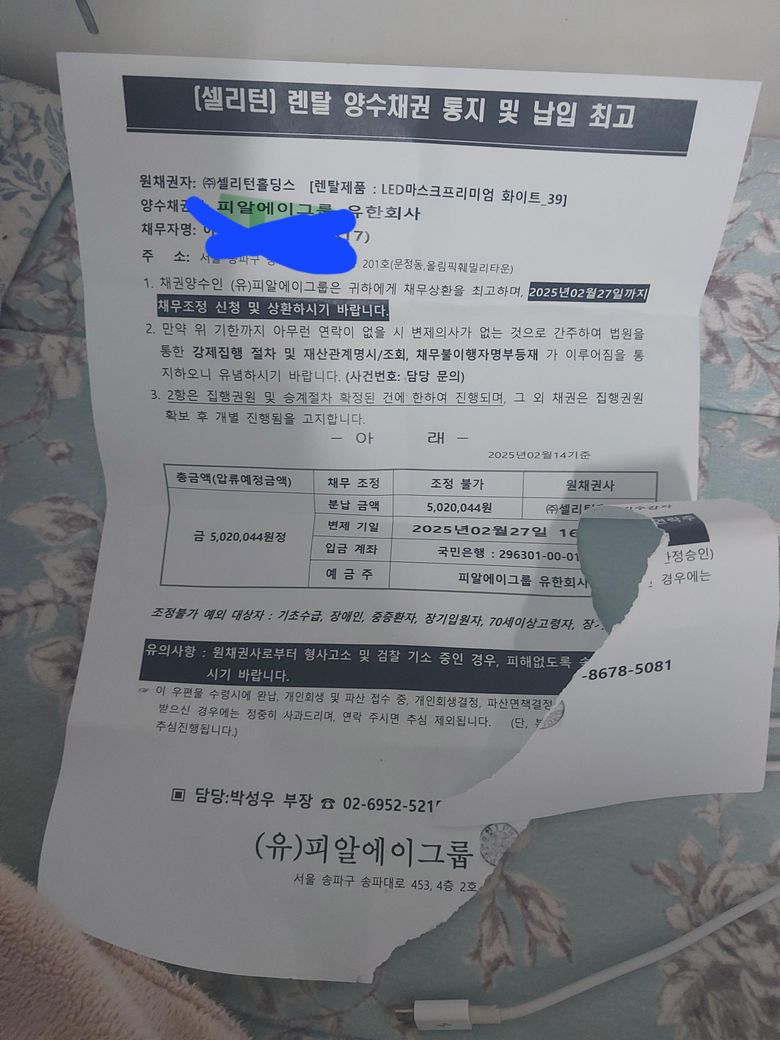 [셀리턴] 렌탈 양수채권 통지 및 납입 최고
원채권자: ㈜셀리턴홀딩스 [렌탈제품 : LED마스크프리미엄 화이트_39]
양수채권 피알에이그룹 유한회사
채무자명: 17)
주 소: 서울 송파구 201호(문정동,올림픽훼밀리타운)
1. 채권양수인 (유)피알에이그룹은 귀하에게 채무상환을 최고하며, 2025년02월27일까지
채무조정 신청 및 상환하시기 바랍니다.
2. 만약 위 기한까지 아무런 연락이 없을 시 변제의사가 없는 것으로 간주하여 법원을
통한 강제집행 절차 및 재산관계명시/조회, 채무불이행자명부등재 가 이루어짐을 통
지하오니 유념하시기 바랍니다. (사건번호: 담당 문의)
3. 2항은 집행권원 및 승계절차 확정된 건에 한하여 진행되며, 그 외 채권은 집행권원
확보 후 개별 진행됨을 고지합니다.
- 아 래 -
2025년02월14기준
총금액(압류예정금액) 채무 조정 조정 불가 원채권사
분납 금액 5,020,044원 ㈜셀리턴
금 5,020,044원정 변제 기일 2025년02월27일 16
입금 계좌 국민은행 : 296301-00-01
예 금 주 피알에이그룹 유한회사
정승인)
경우에는
조정불가 예외 대상자 : 기초수급, 장애인, 중증환자, 장기입원자, 70세이상고령자, 장
유의사항 : 원채권사로부터 형사고소 및 검찰 기소 중인 경우, 피해없도록
시기 바랍니다.
-8678-5081
☞ 이 우편물 수령시에 완납, 개인회생 및 파산 접수 중, 개인회생결정, 파산면책결정
받으신 경우에는 정중히 사과드리며, 연락 주시면 추심 제외됩니다. (단,
추심진행됩니다.)
▣ 담당:박성우 부장 ☎ 02-6952-521
(유)피알에이그룹
서울 송파구 송파대로 453, 4층 2호